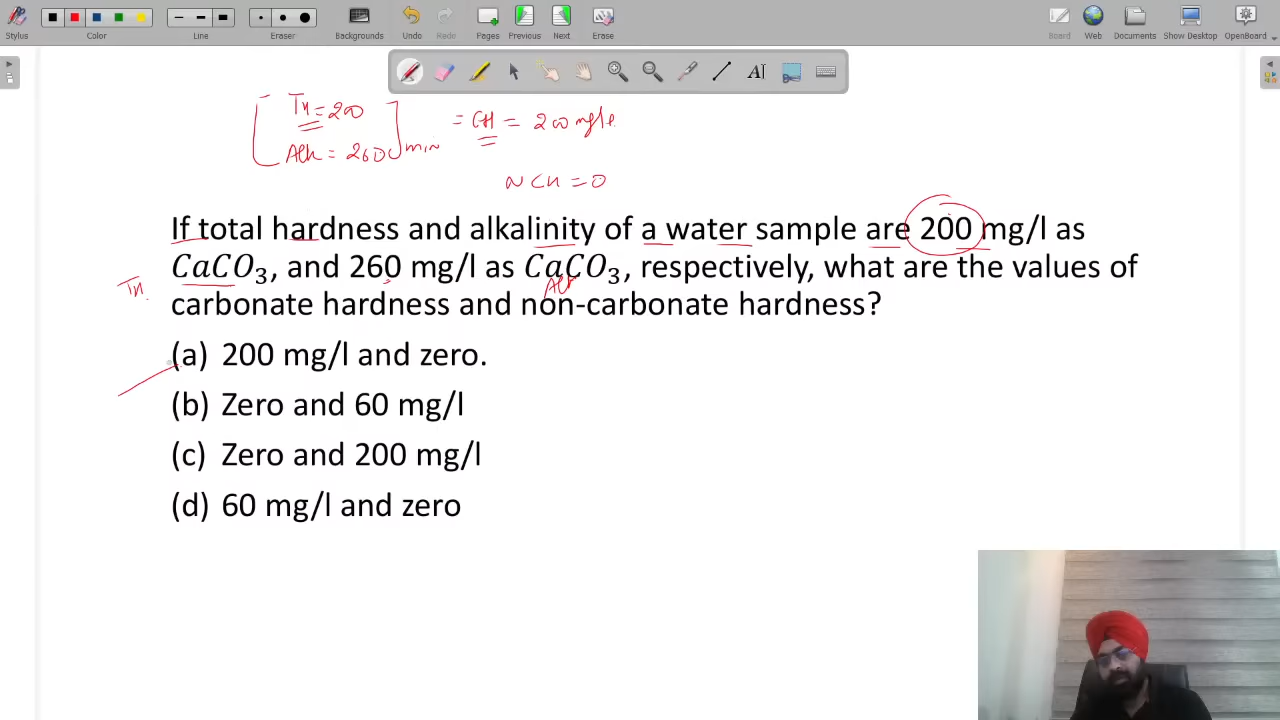 Stylus Color Line Eraser Backgrounds Undo Redo Pages Previous Next Erase Board Web Documents Show Desktop OpenBoard
TH = 200
= CH = 200 mg/l
Alk = 260 min
NCH = 0
If total hardness and alkalinity of a water sample are 200 mg/l as
CaCO₃, and 260 mg/l as CaCO₃, respectively, what are the values of
TH
Alk
carbonate hardness and non-carbonate hardness?
(a) 200 mg/l and zero.
(b) Zero and 60 mg/l
(c) Zero and 200 mg/l
(d) 60 mg/l and zero